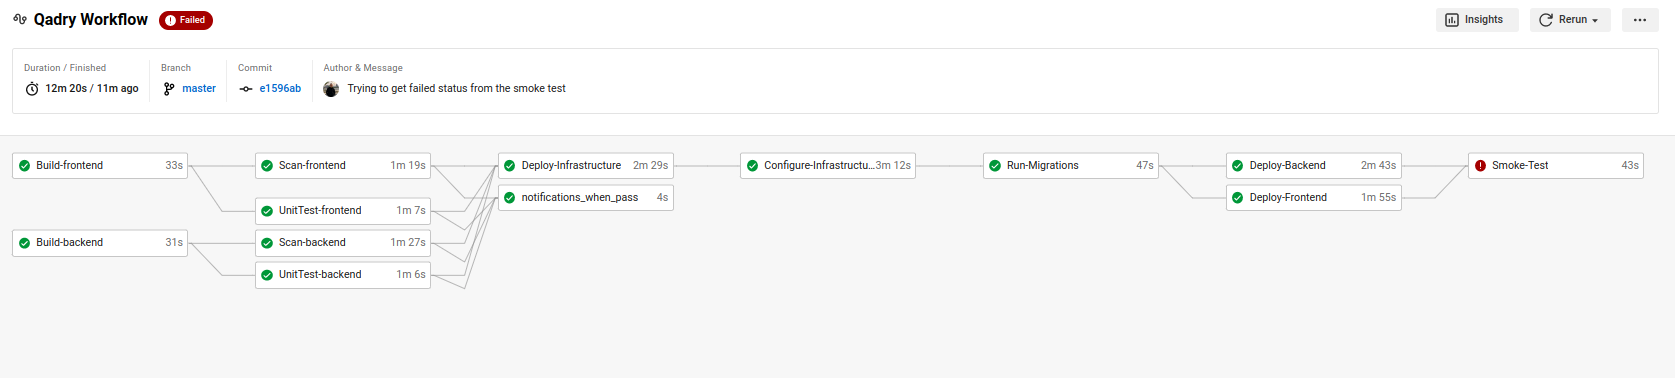 Qadry Workflow Failed Insights Rerun
Duration / Finished Branch Commit Author & Message
12m 20s / 11m ago master e1596ab Trying to get failed status from the smoke test
Build-frontend 33s Scan-frontend 1m 19s Deploy-Infrastructure 2m 29s Configure-Infrastructu...3m 12s Run-Migrations 47s Deploy-Backend 2m 43s Smoke-Test 43s
notifications_when_pass 4s Deploy-Frontend 1m 55s
UnitTest-frontend 1m 7s
Build-backend 31s Scan-backend 1m 27s
UnitTest-backend 1m 6s